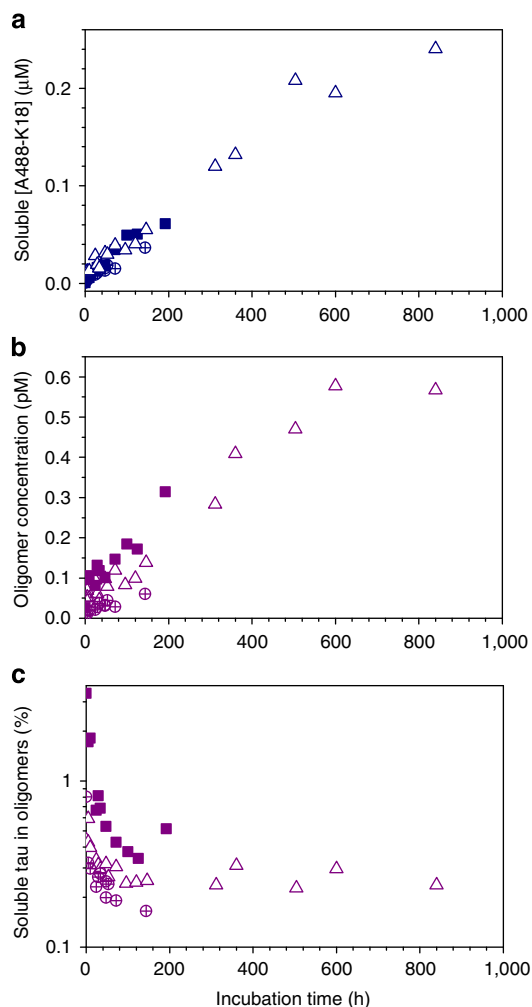 a
Soluble [A488-K18] (μM)
0.2
0.1
0.0
0 200 400 600 800 1,000
b
Oligomer concentration (pM)
0.6
0.5
0.4
0.3
0.2
0.1
0.0
0 200 400 600 800 1,000
c
Soluble tau in oligomers (%)
1
0.1
0 200 400 600 800 1,000
Incubation time (h)